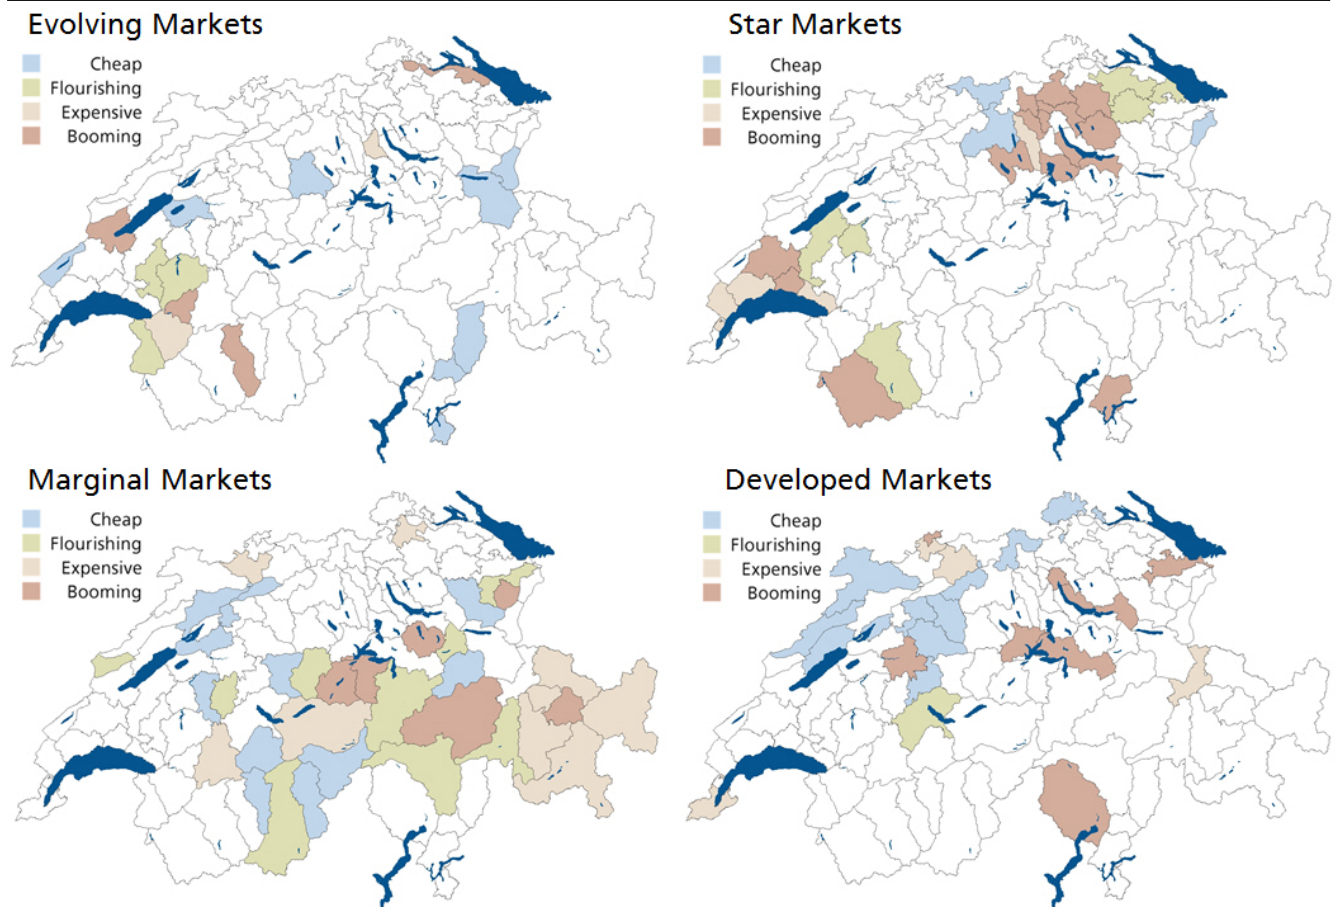 Evolving Markets
Cheap
Flourishing
Expensive
Booming
Star Markets
Cheap
Flourishing
Expensive
Booming
Marginal Markets
Cheap
Flourishing
Expensive
Booming
Developed Markets
Cheap
Flourishing
Expensive
Booming